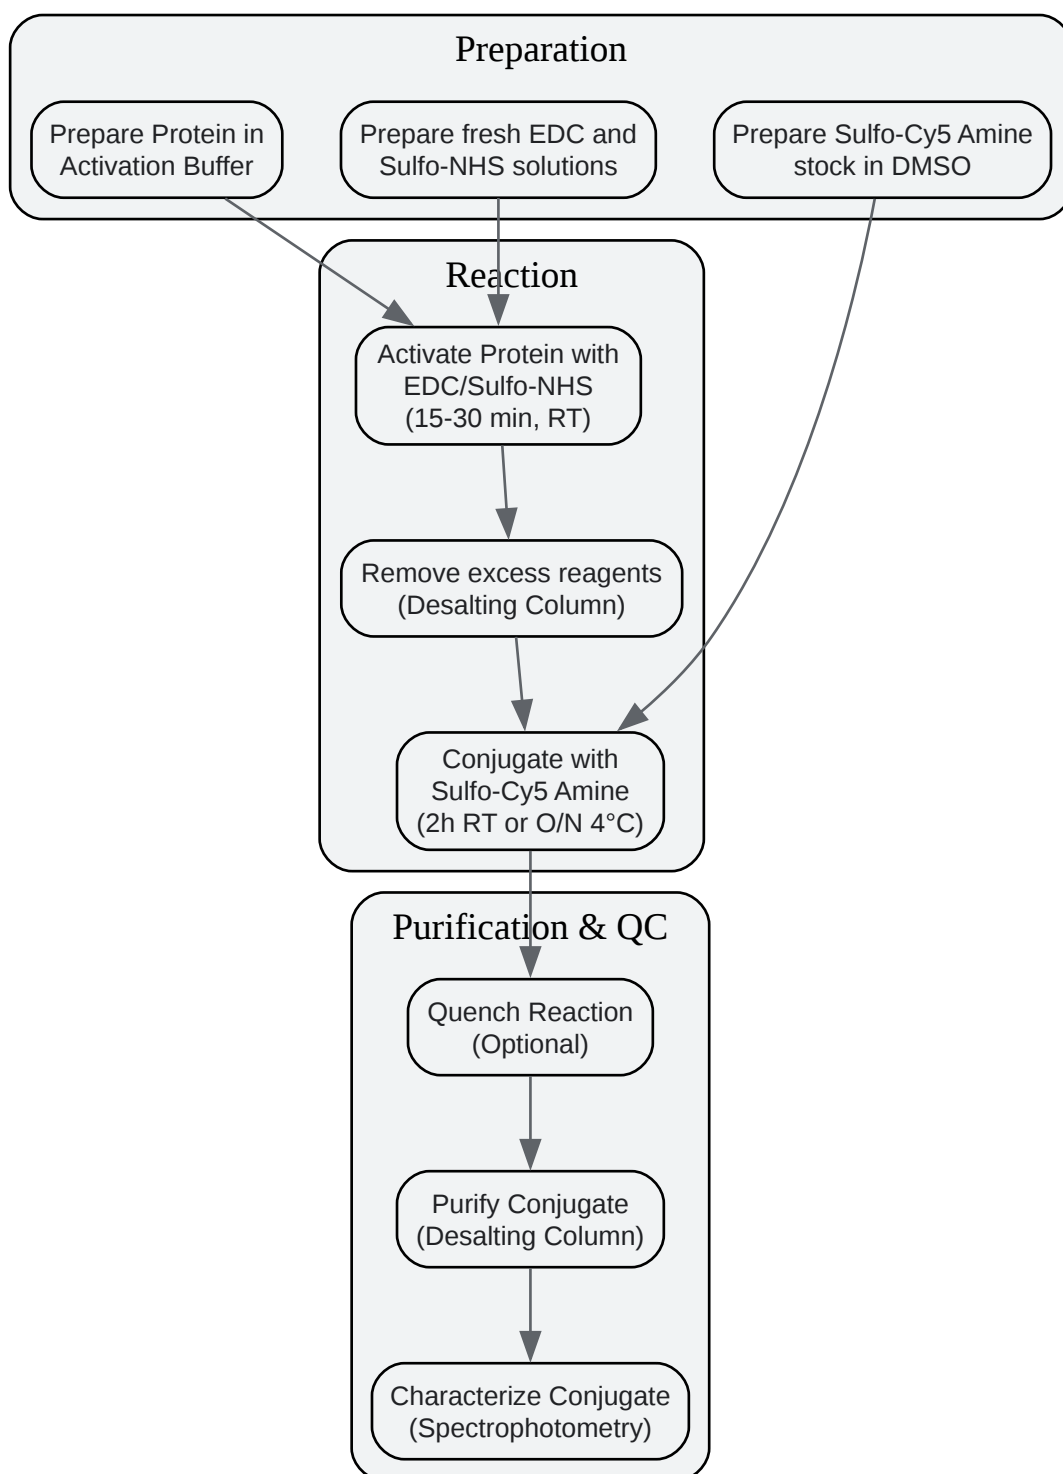 Preparation
Prepare Protein in
Activation Buffer
Prepare fresh EDC and
Sulfo-NHS solutions
Prepare Sulfo-Cy5 Amine
stock in DMSO
Reaction
Activate Protein with
EDC/Sulfo-NHS
(15-30 min, RT)
Remove excess reagents
(Desalting Column)
Conjugate with
Sulfo-Cy5 Amine
(2h RT or O/N 4°C)
Purification & QC
Quench Reaction
(Optional)
Purify Conjugate
(Desalting Column)
Characterize Conjugate
(Spectrophotometry)